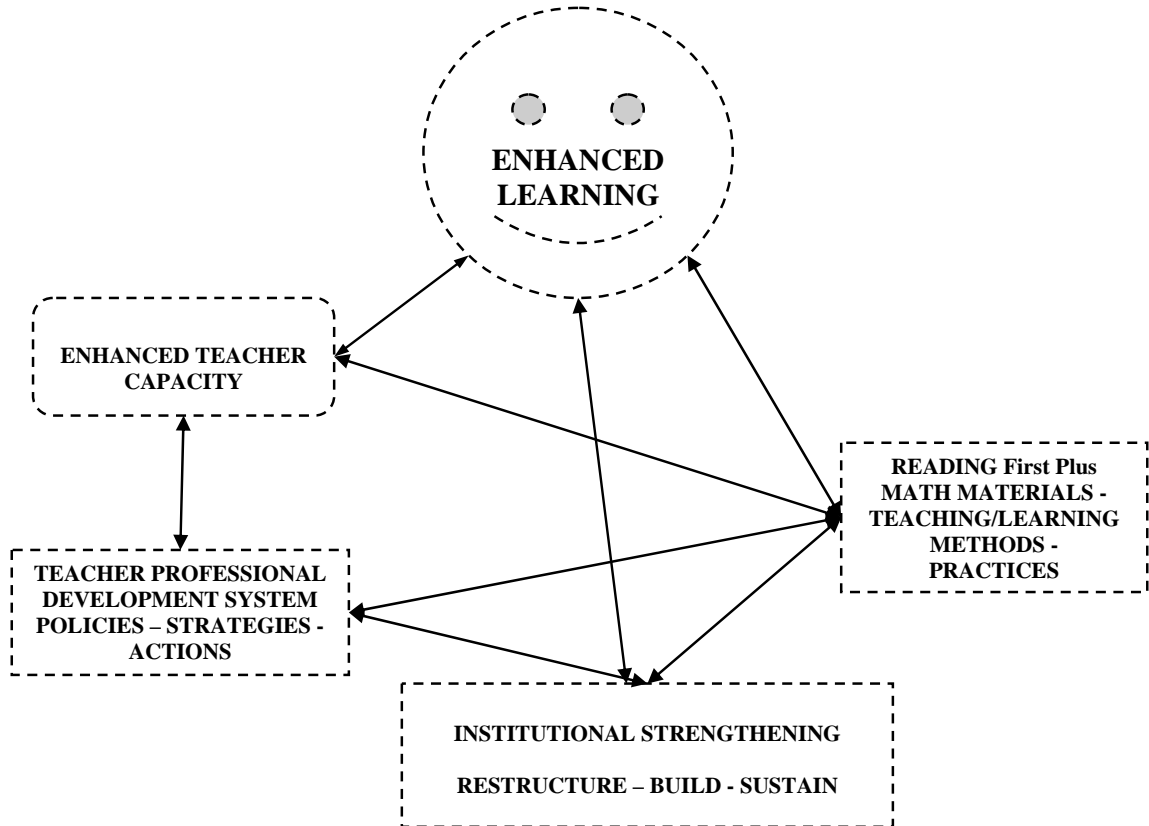 ENHANCED
LEARNING
ENHANCED TEACHER
CAPACITY
READING First Plus
MATH MATERIALS -
TEACHING/LEARNING
METHODS -
PRACTICES
TEACHER PROFESSIONAL
DEVELOPMENT SYSTEM
POLICIES – STRATEGIES -
ACTIONS
INSTITUTIONAL STRENGTHENING
RESTRUCTURE – BUILD - SUSTAIN